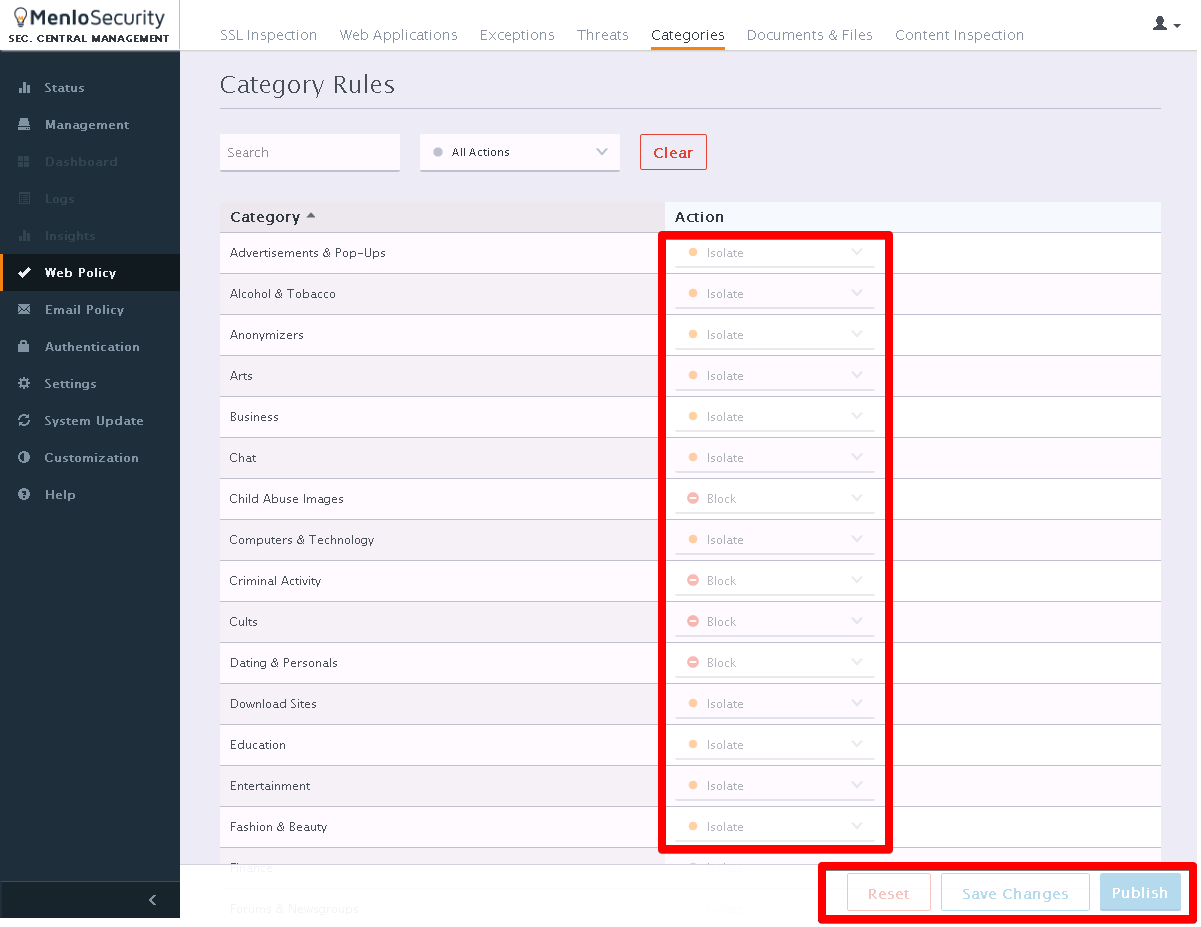 MenloSecurity
SEC. CENTRAL MANAGEMENT
SSL Inspection Web Applications Exceptions Threats Categories Documents & Files Content Inspection
Status
Management
Dashboard
Logs
Insights
Web Policy
Email Policy
Authentication
Settings
System Update
Customization
Help
Category Rules
Search All Actions Clear
Category Action
Advertisements & Pop-Ups Isolate
Alcohol & Tobacco Isolate
Anonymizers Isolate
Arts Isolate
Business Isolate
Chat Isolate
Child Abuse Images Block
Computers & Technology Isolate
Criminal Activity Block
Cults Block
Dating & Personals Block
Download Sites Isolate
Education Isolate
Entertainment Isolate
Fashion & Beauty Isolate
Finance
Forums & Newsgroups
Reset Save Changes Publish